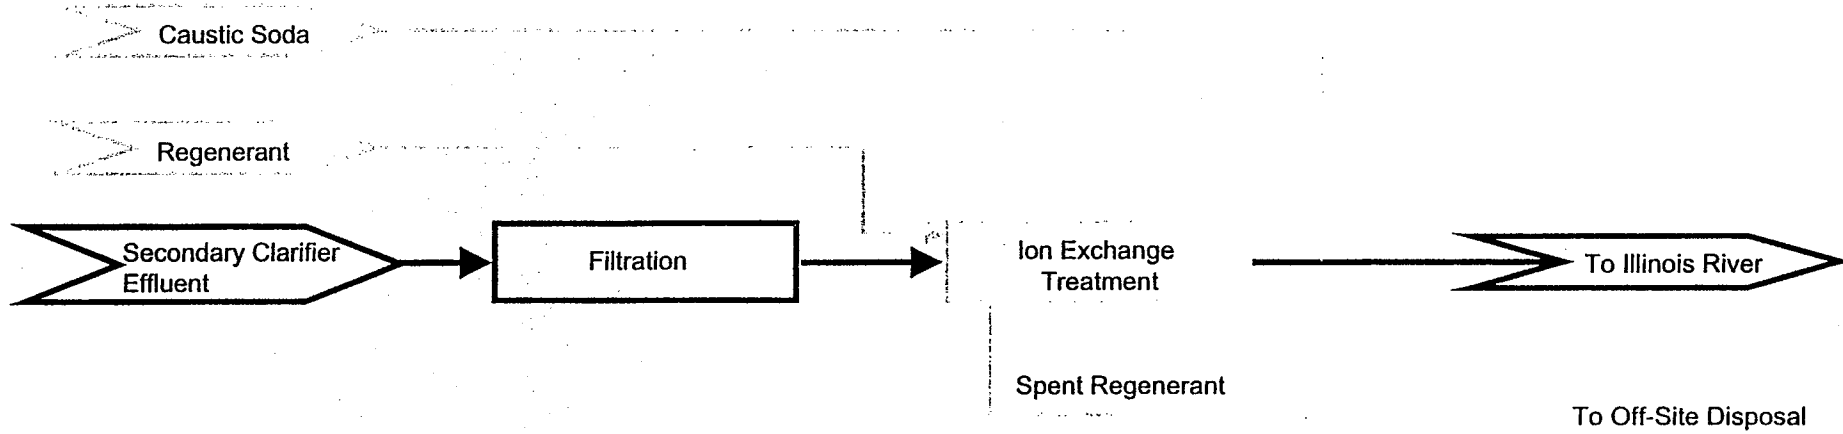 Caustic Soda
Regenerant
Secondary Clarifier
Effluent
Filtration
Ion Exchange
Treatment
To Illinois River
Spent Regenerant
To Off-Site Disposal